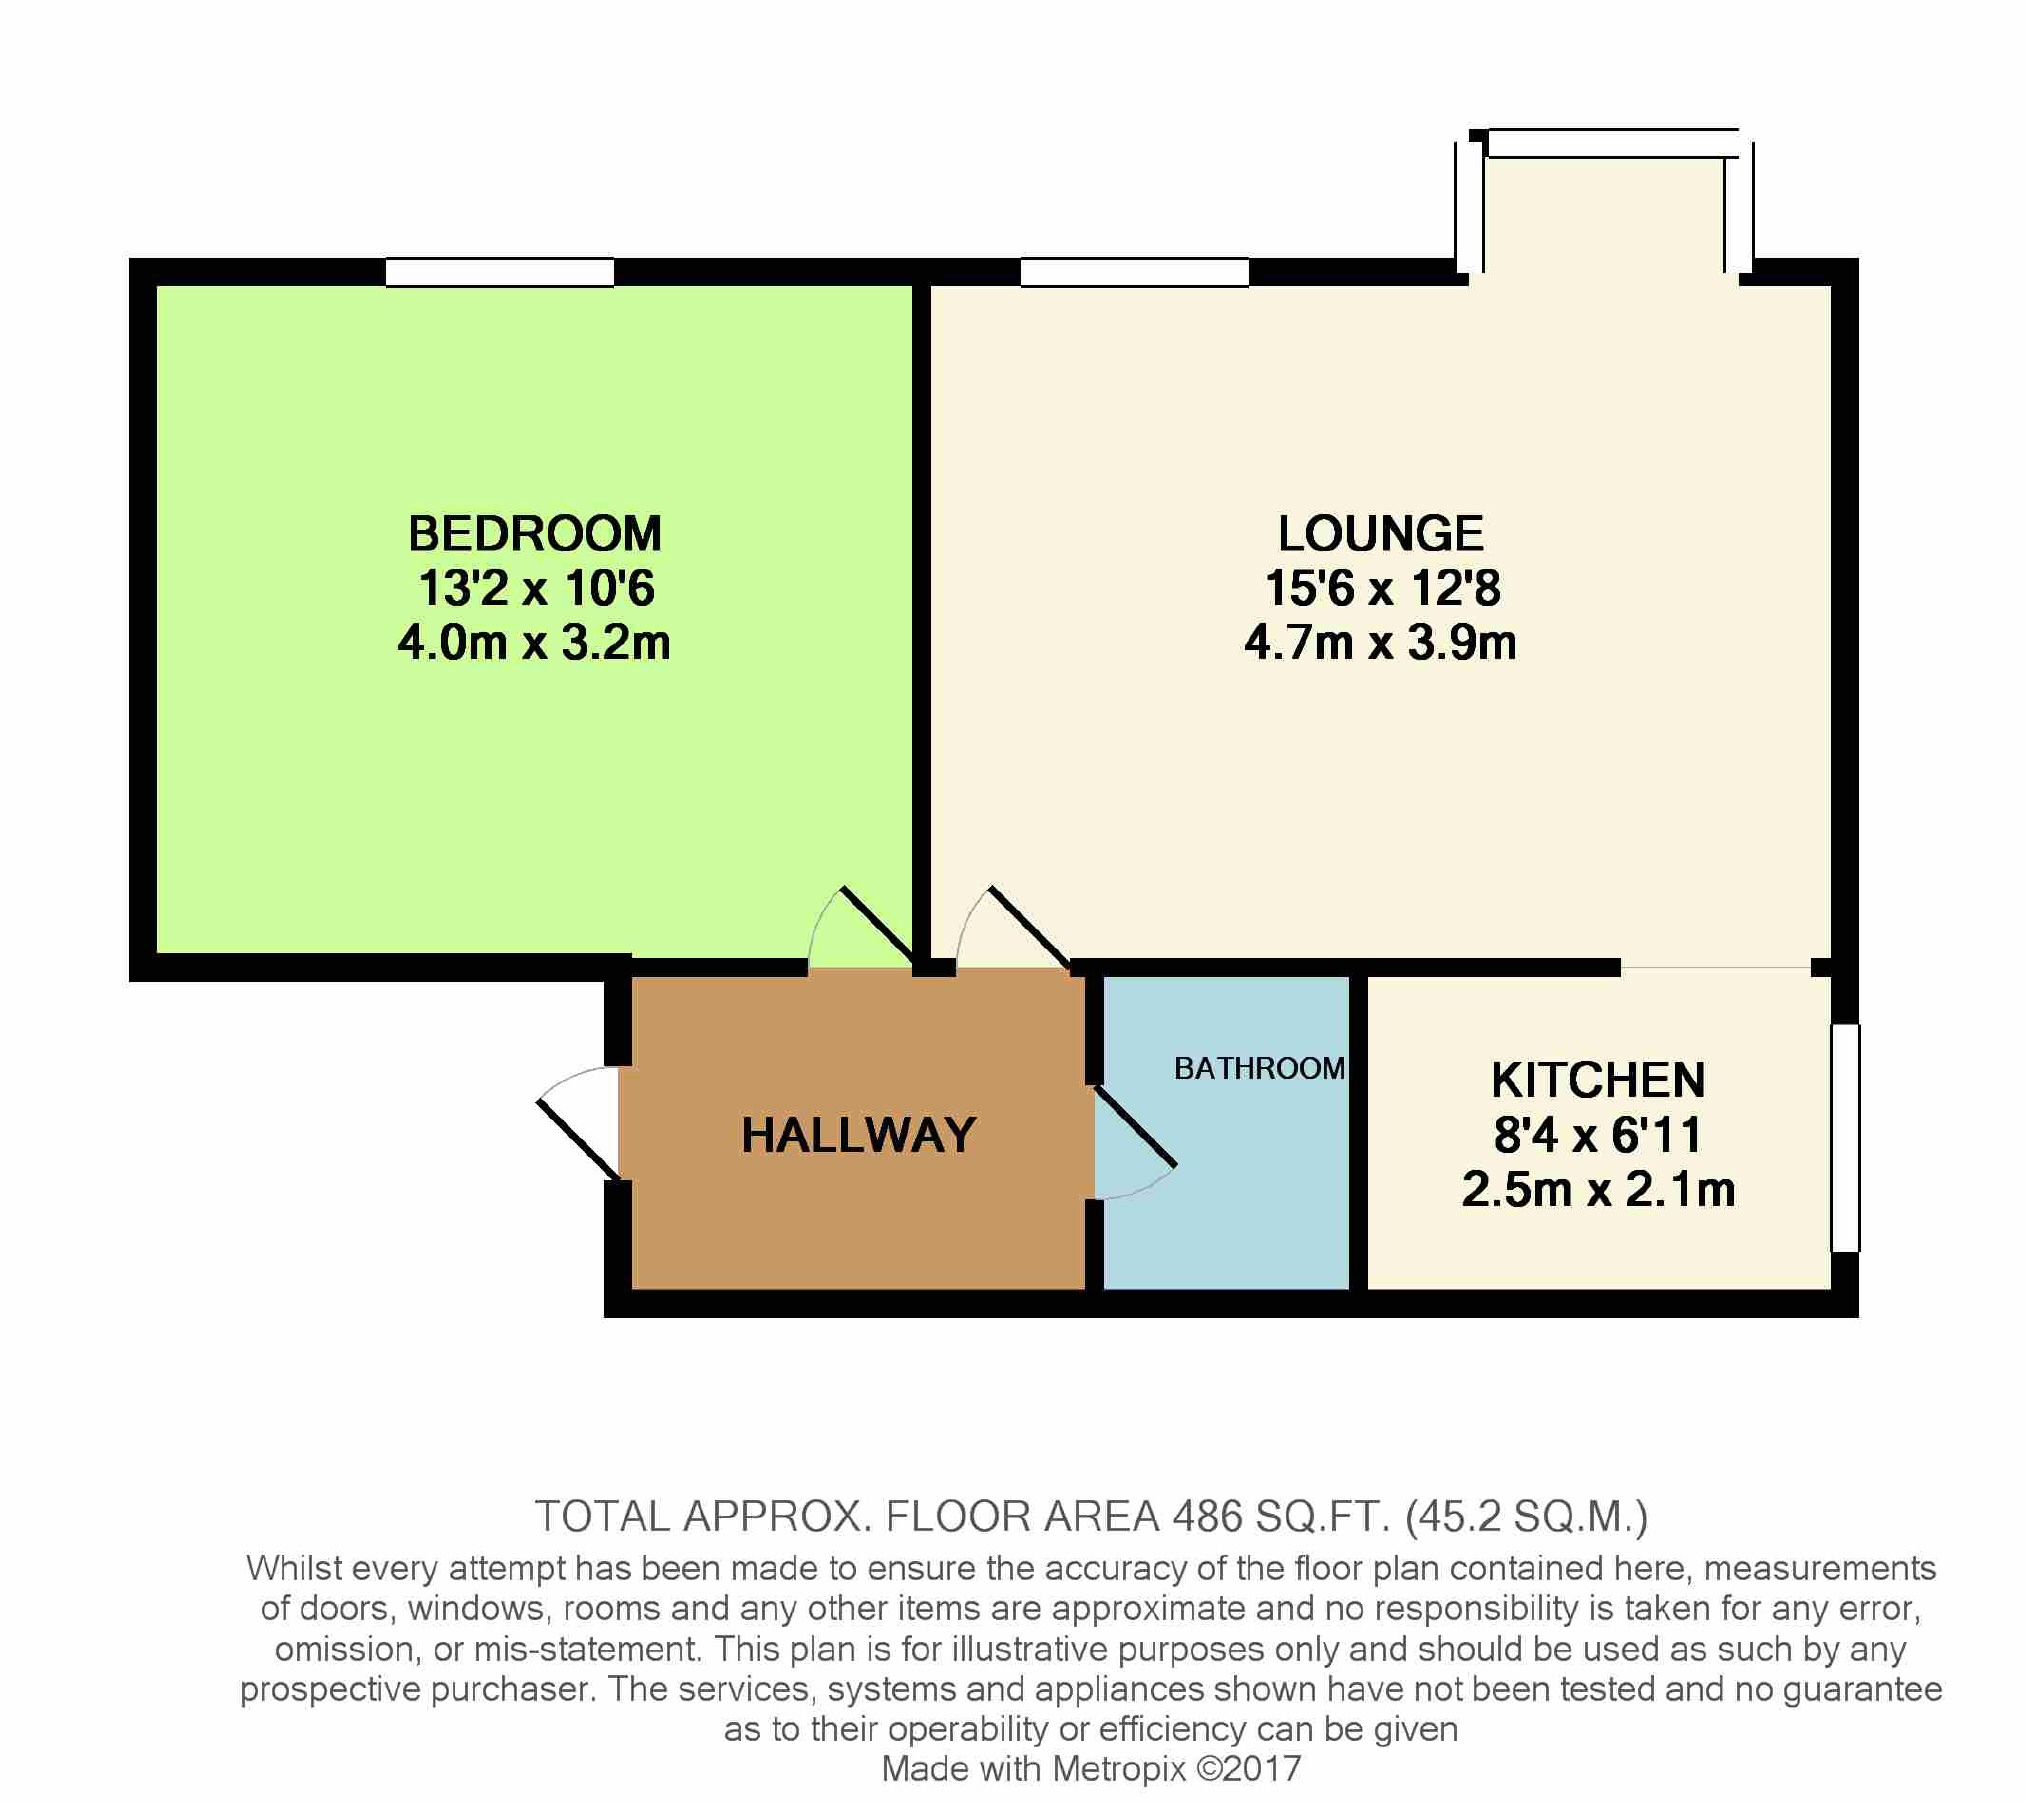 BEDROOM
13'2 x 10'6
4.0m x 3.2m
LOUNGE
15'6 x 12'8
4.7m x 3.9m
HALLWAY
BATHROOM
KITCHEN
8'4 x 6'11
2.5m x 2.1m
TOTAL APPROX. FLOOR AREA 486 SQ.FT. (45.2 SQ.M.)
Whilst every attempt has been made to ensure the accuracy of the floor plan contained here, measurements
of doors, windows, rooms and any other items are approximate and no responsibility is taken for any error,
omission, or mis-statement. This plan is for illustrative purposes only and should be used as such by any
prospective purchaser. The services, systems and appliances shown have not been tested and no guarantee
as to their operability or efficiency can be given
Made with Metropix ©2017